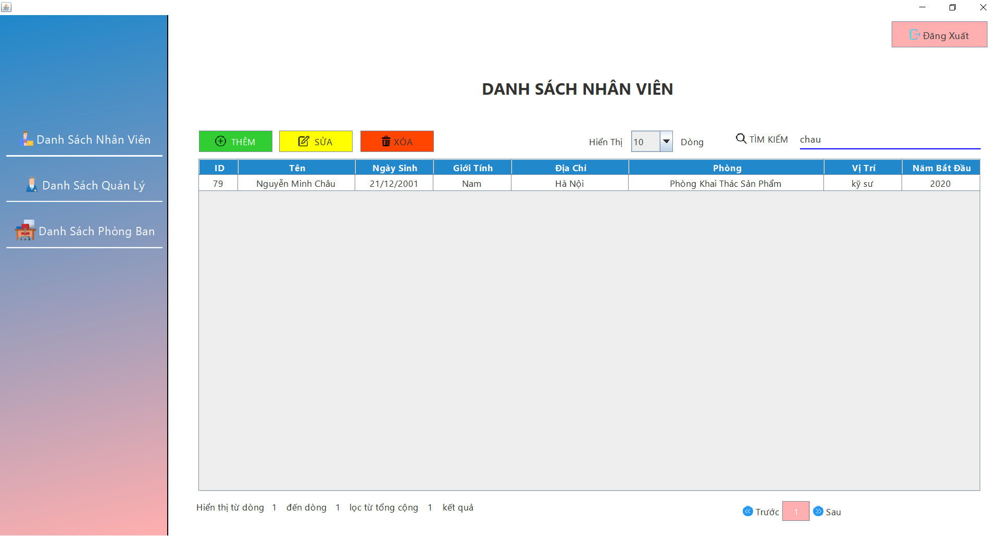 Đăng Xuất
DANH SÁCH NHÂN VIÊN
Danh Sách Nhân Viên
Danh Sách Quản Lý
Danh Sách Phòng Ban
THÊM SỬA XÓA Hiển Thị 10 Dòng TÌM KIẾM chau
ID Tên Ngày Sinh Giới Tính Địa Chỉ Phòng Vị Trí Năm Bắt Đầu
79 Nguyễn Minh Châu 21/12/2001 Nam Hà Nội Phòng Khai Thác Sản Phẩm kỹ sư 2020
Hiển thị từ dòng 1 đến dòng 1 lọc từ tổng cộng 1 kết quả
Trước 1 Sau